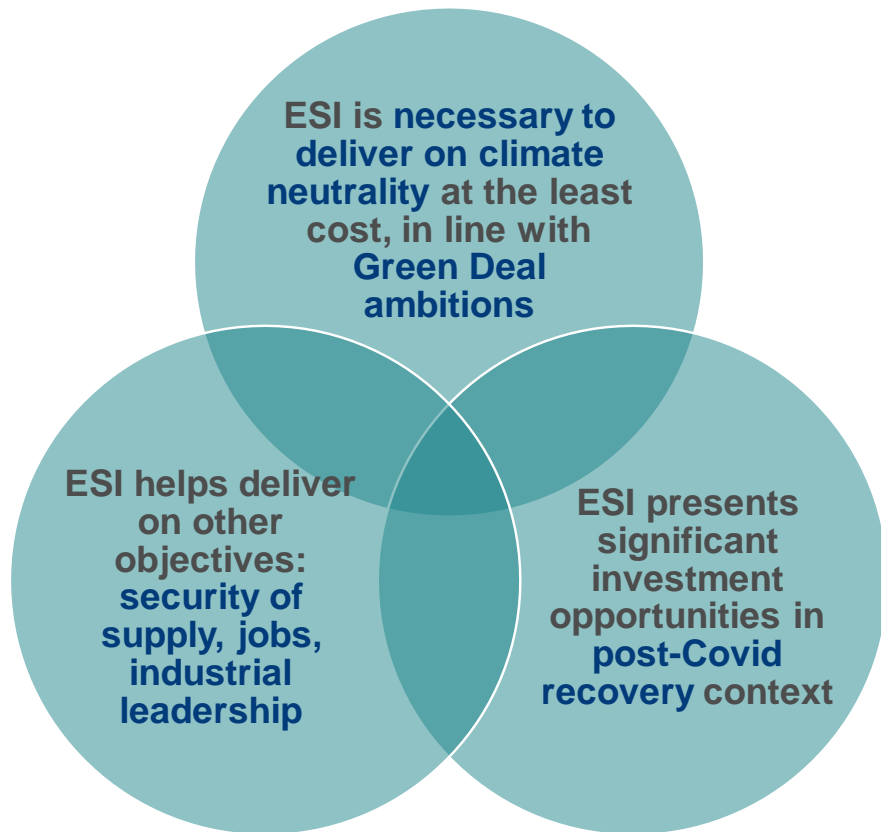 ESI is necessary to
deliver on climate
neutrality at the least
cost, in line with
Green Deal
ambitions
ESI helps deliver
on other
objectives:
security of
supply, jobs,
industrial
leadership
ESI presents
significant
investment
opportunities in
post-Covid
recovery context